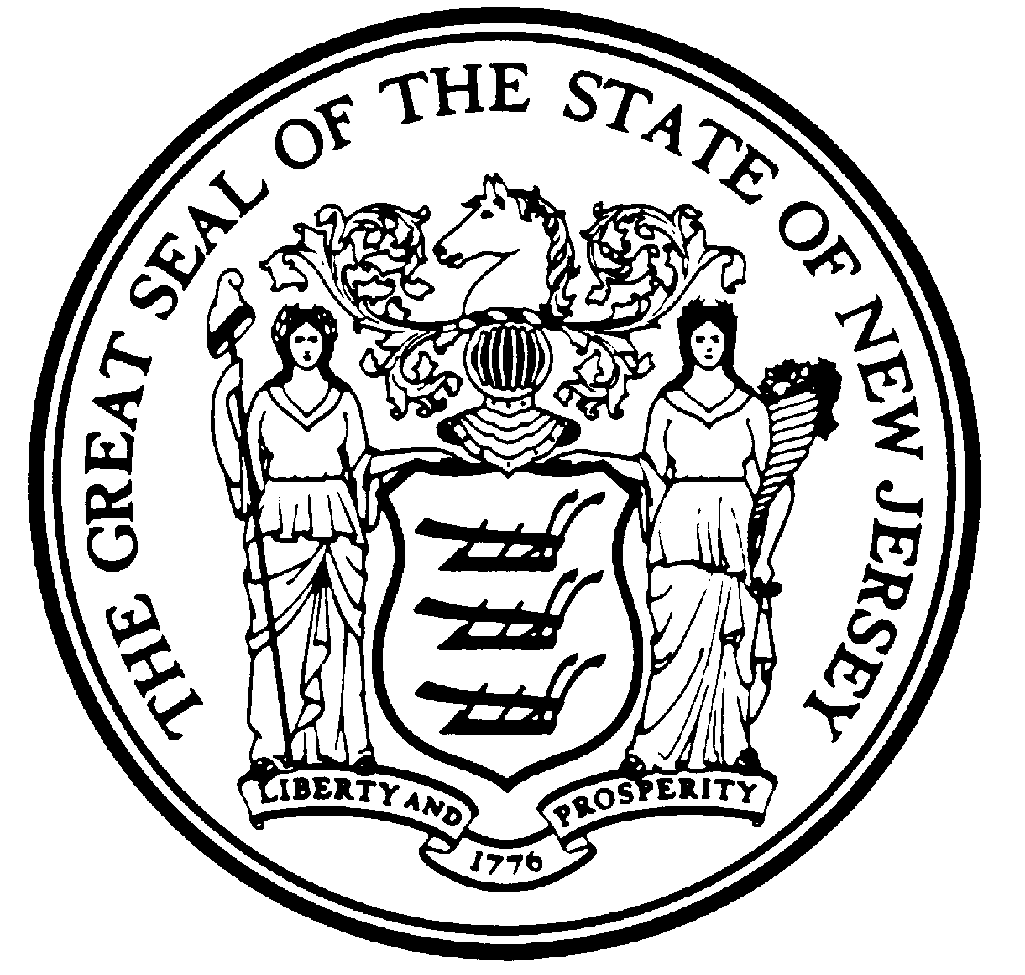 THE GREAT SEAL OF THE STATE OF NEW JERSEY
LIBERTY AND PROSPERITY
1776